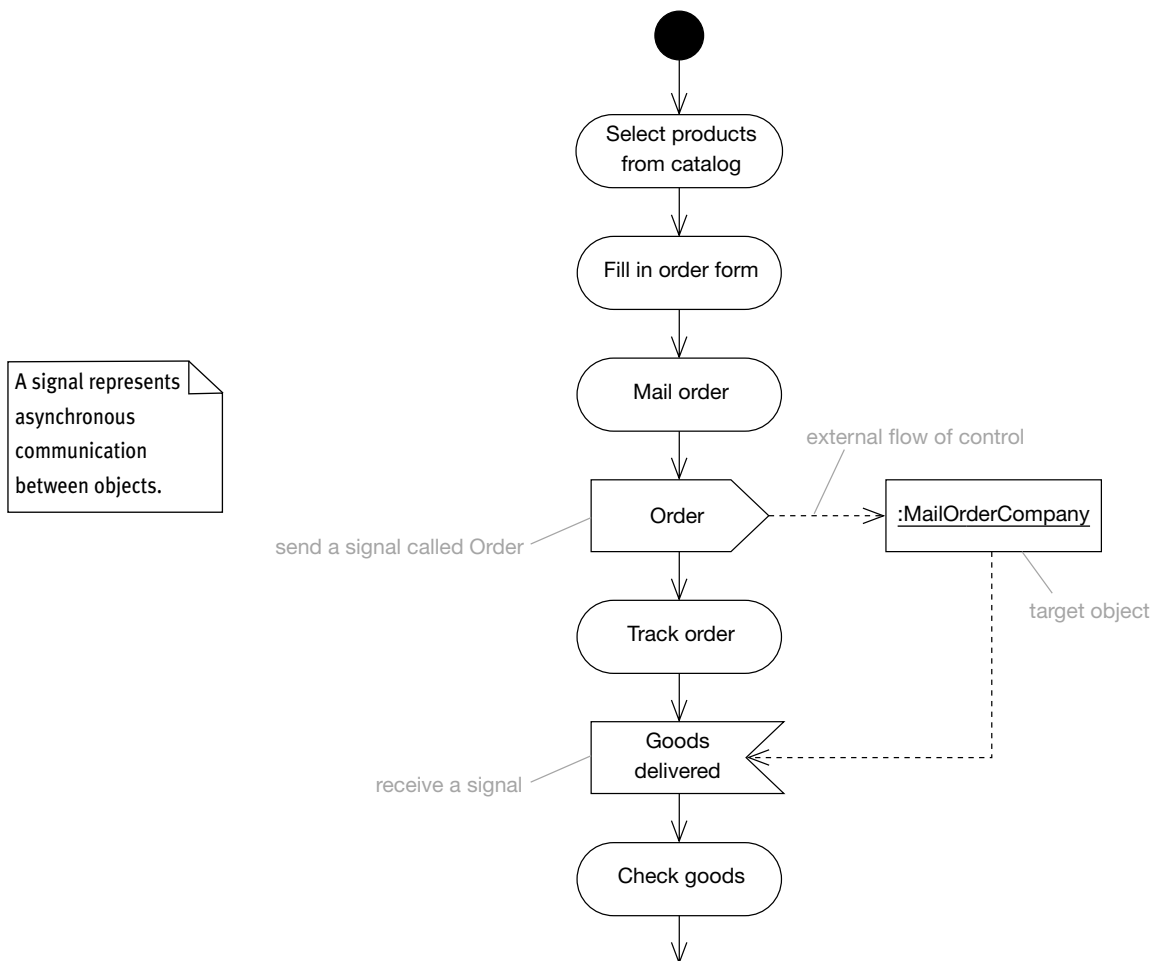 Select products
from catalog
Fill in order form
A signal represents
asynchronous
communication
between objects.
Mail order
external flow of control
Order
:MailOrderCompany
send a signal called Order
target object
Track order
Goods
delivered
receive a signal
Check goods